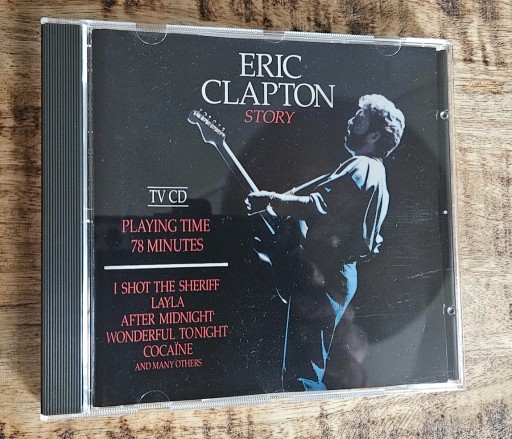 ERIC
CLAPTON
STORY
TV CD
PLAYING TIME
78 MINUTES
I SHOT THE SHERIFF
LAYLA
AFTER MIDNIGHT
WONDERFUL TONIGHT
COCAÏNE
AND MANY OTHERS